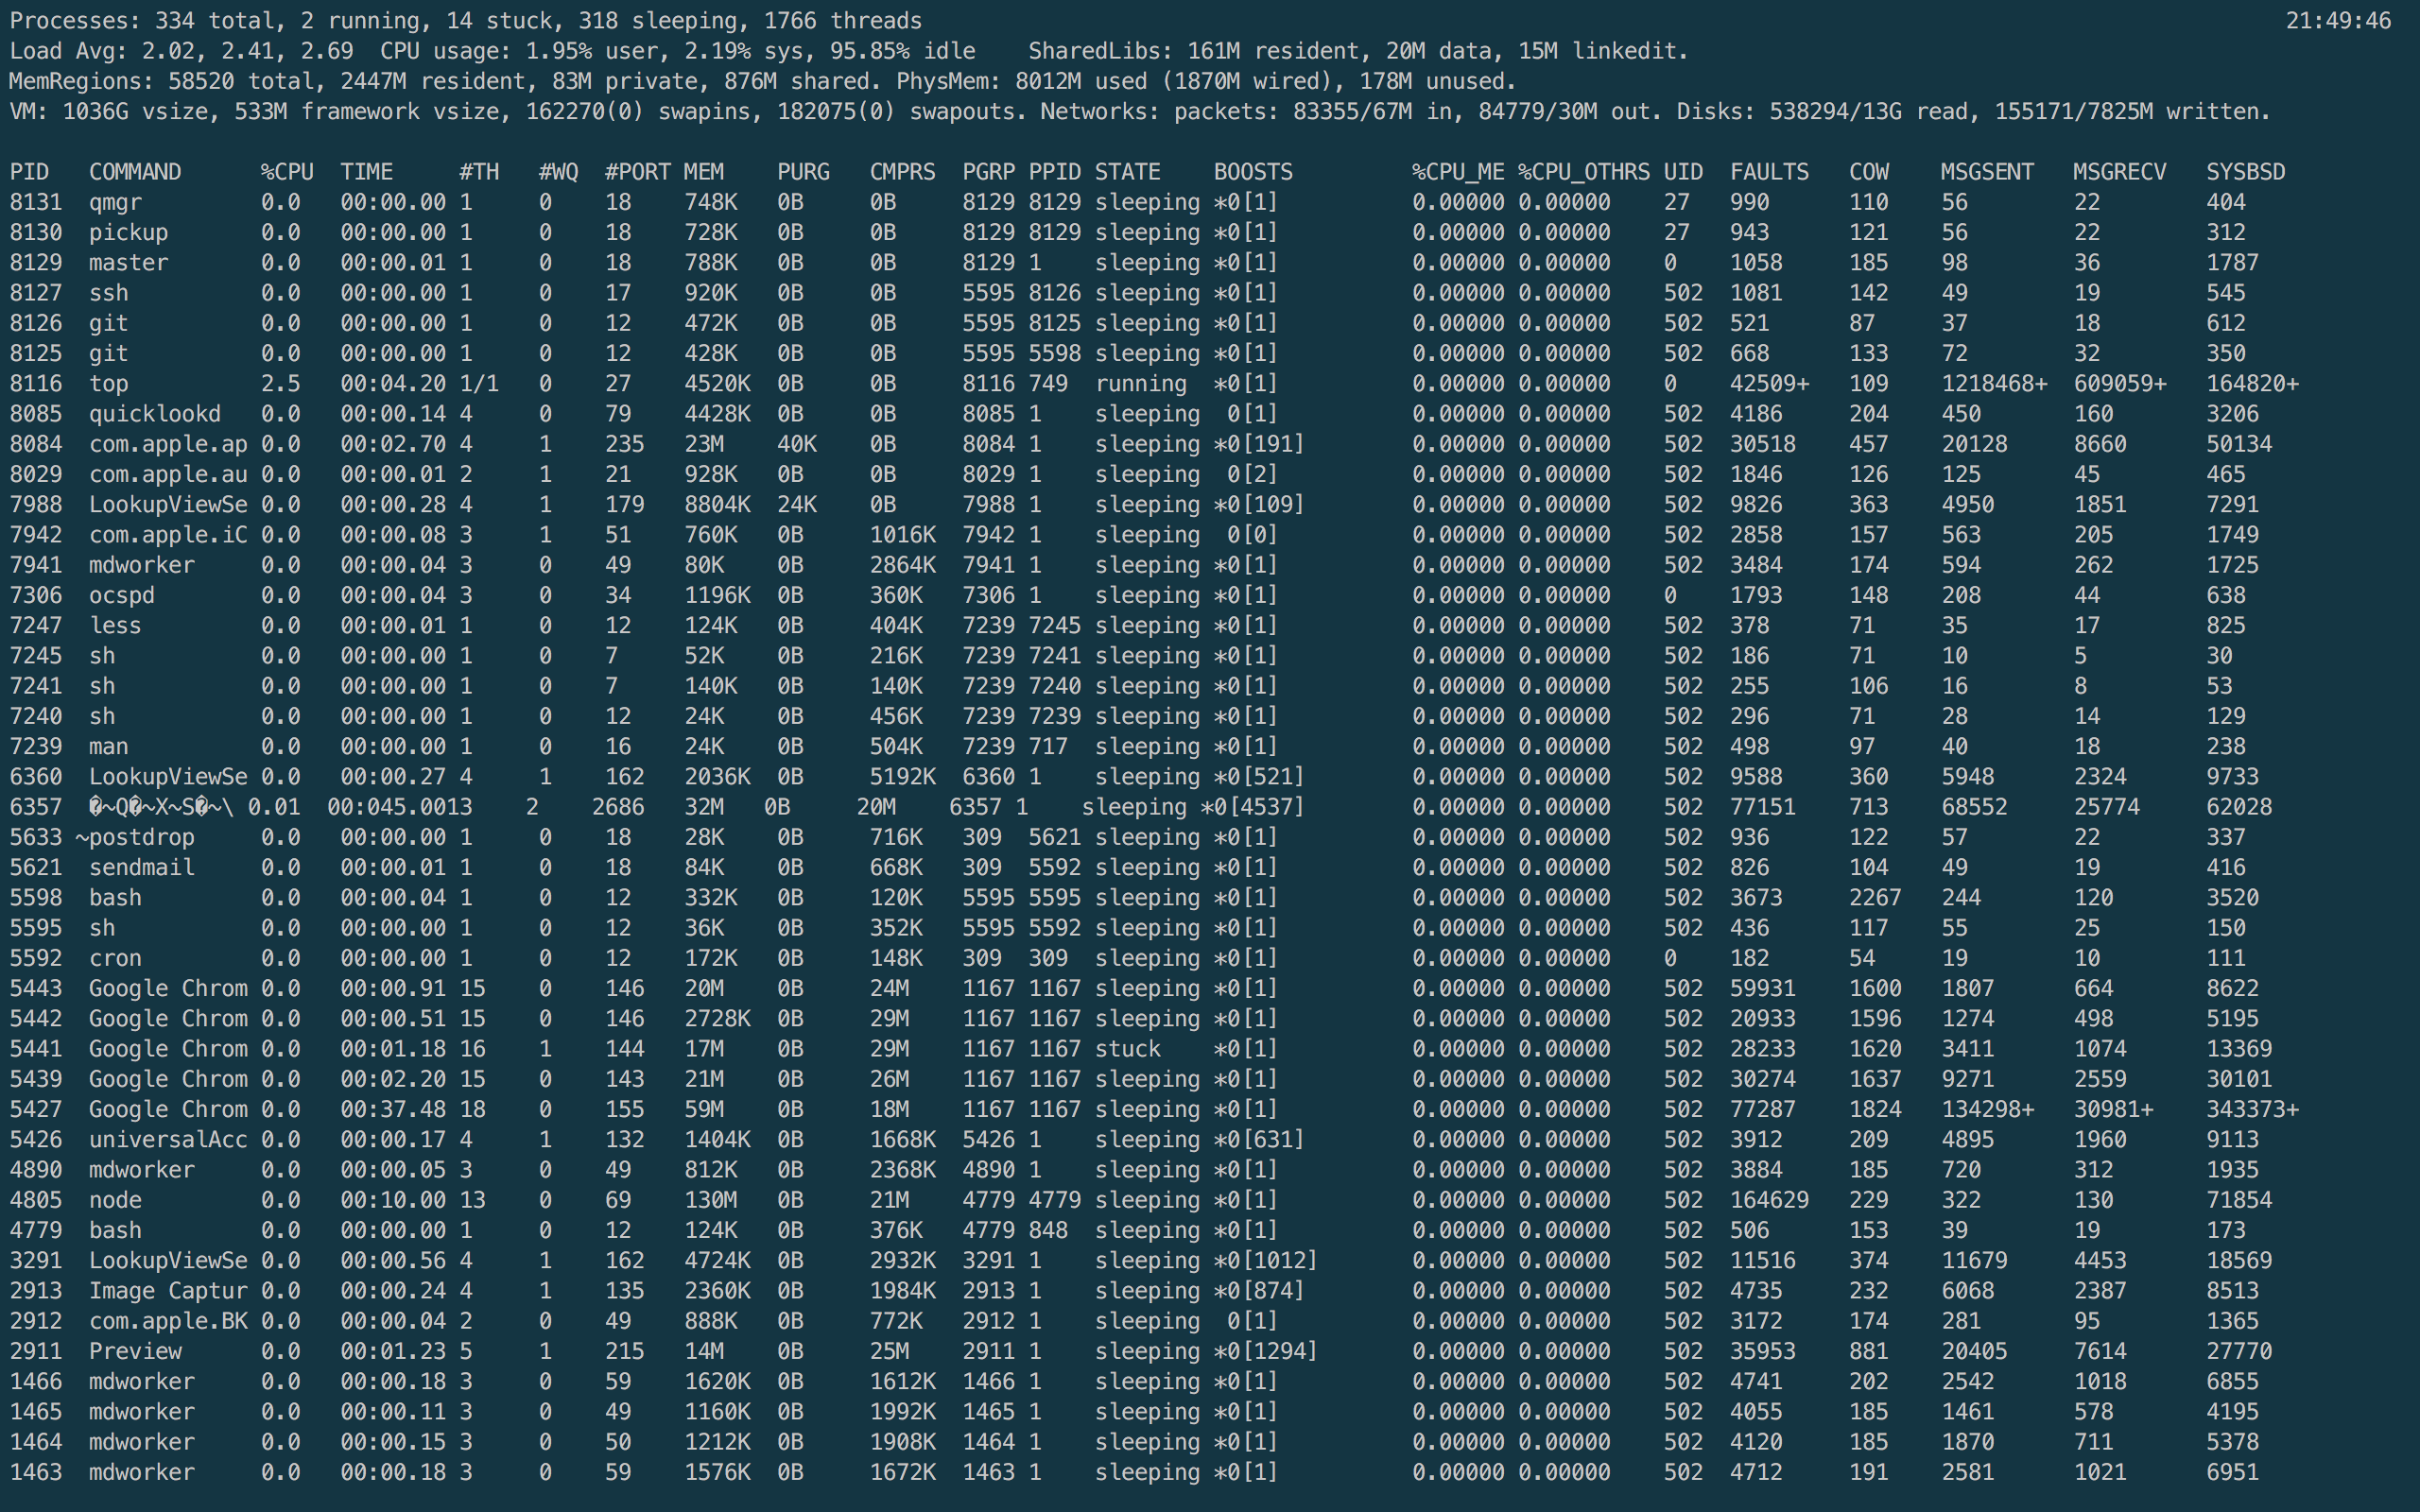 Processes: 334 total, 2 running, 14 stuck, 318 sleeping, 1766 threads 21:49:46
Load Avg: 2.02, 2.41, 2.69 CPU usage: 1.95% user, 2.19% sys, 95.85% idle SharedLibs: 161M resident, 20M data, 15M linkedit.
MemRegions: 58520 total, 2447M resident, 83M private, 876M shared. PhysMem: 8012M used (1870M wired), 178M unused.
VM: 1036G vsize, 533M framework vsize, 162270(0) swapins, 182075(0) swapouts. Networks: packets: 83355/67M in, 84779/30M out. Disks: 538294/13G read, 155171/7825M written.
PID COMMAND %CPU TIME #TH #WQ #PORT MEM PURG CMPRS PGRP PPID STATE BOOSTS %CPU_ME %CPU_OTHRS UID FAULTS COW MSGSENT MSGRECV SYSBSD
8131 qmgr 0.0 00:00.00 1 0 18 748K 0B 0B 8129 8129 sleeping *0[1] 0.00000 0.00000 27 990 110 56 22 404
8130 pickup 0.0 00:00.00 1 0 18 728K 0B 0B 8129 8129 sleeping *0[1] 0.00000 0.00000 27 943 121 56 22 312
8129 master 0.0 00:00.01 1 0 18 788K 0B 0B 8129 1 sleeping *0[1] 0.00000 0.00000 0 1058 185 98 36 1787
8127 ssh 0.0 00:00.00 1 0 17 920K 0B 0B 5595 8126 sleeping *0[1] 0.00000 0.00000 502 1081 142 49 19 545
8126 git 0.0 00:00.00 1 0 12 472K 0B 0B 5595 8125 sleeping *0[1] 0.00000 0.00000 502 521 87 37 18 612
8125 git 0.0 00:00.00 1 0 12 428K 0B 0B 5595 5598 sleeping *0[1] 0.00000 0.00000 502 668 133 72 32 350
8116 top 2.5 00:04.20 1/1 0 27 4520K 0B 0B 8116 749 running *0[1] 0.00000 0.00000 0 42509+ 109 1218468+ 609059+ 164820+
8085 quicklookd 0.0 00:00.14 4 0 79 4428K 0B 0B 8085 1 sleeping 0[1] 0.00000 0.00000 502 4186 204 450 160 3206
8084 com.apple.ap 0.0 00:02.70 4 1 235 23M 40K 0B 8084 1 sleeping *0[191] 0.00000 0.00000 502 30518 457 20128 8660 50134
8029 com.apple.au 0.0 00:00.01 2 1 21 928K 0B 0B 8029 1 sleeping 0[2] 0.00000 0.00000 502 1846 126 125 45 465
7988 LookupViewSe 0.0 00:00.28 4 1 179 8804K 24K 0B 7988 1 sleeping *0[109] 0.00000 0.00000 502 9826 363 4950 1851 7291
7942 com.apple.iC 0.0 00:00.08 3 1 51 760K 0B 1016K 7942 1 sleeping 0[0] 0.00000 0.00000 502 2858 157 563 205 1749
7941 mdworker 0.0 00:00.04 3 0 49 80K 0B 2864K 7941 1 sleeping *0[1] 0.00000 0.00000 502 3484 174 594 262 1725
7306 ocspd 0.0 00:00.04 3 0 34 1196K 0B 360K 7306 1 sleeping *0[1] 0.00000 0.00000 0 1793 148 208 44 638
7247 less 0.0 00:00.01 1 0 12 124K 0B 404K 7239 7245 sleeping *0[1] 0.00000 0.00000 502 378 71 35 17 825
7245 sh 0.0 00:00.00 1 0 7 52K 0B 216K 7239 7241 sleeping *0[1] 0.00000 0.00000 502 186 71 10 5 30
7241 sh 0.0 00:00.00 1 0 7 140K 0B 140K 7239 7240 sleeping *0[1] 0.00000 0.00000 502 255 106 16 8 53
7240 sh 0.0 00:00.00 1 0 12 24K 0B 456K 7239 7239 sleeping *0[1] 0.00000 0.00000 502 296 71 28 14 129
7239 man 0.0 00:00.00 1 0 16 24K 0B 504K 7239 717 sleeping *0[1] 0.00000 0.00000 502 498 97 40 18 238
6360 LookupViewSe 0.0 00:00.27 4 1 162 2036K 0B 5192K 6360 1 sleeping *0[521] 0.00000 0.00000 502 9588 360 5948 2324 9733
6357 �~Q�~X~S�~\ 0.01 00:045.0013 2 2686 32M 0B 20M 6357 1 sleeping *0[4537] 0.00000 0.00000 502 77151 713 68552 25774 62028
5633 ~postdrop 0.0 00:00.00 1 0 18 28K 0B 716K 309 5621 sleeping *0[1] 0.00000 0.00000 502 936 122 57 22 337
5621 sendmail 0.0 00:00.01 1 0 18 84K 0B 668K 309 5592 sleeping *0[1] 0.00000 0.00000 502 826 104 49 19 416
5598 bash 0.0 00:00.04 1 0 12 332K 0B 120K 5595 5595 sleeping *0[1] 0.00000 0.00000 502 3673 2267 244 120 3520
5595 sh 0.0 00:00.00 1 0 12 36K 0B 352K 5595 5592 sleeping *0[1] 0.00000 0.00000 502 436 117 55 25 150
5592 cron 0.0 00:00.00 1 0 12 172K 0B 148K 309 309 sleeping *0[1] 0.00000 0.00000 0 182 54 19 10 111
5443 Google Chrom 0.0 00:00.91 15 0 146 20M 0B 24M 1167 1167 sleeping *0[1] 0.00000 0.00000 502 59931 1600 1807 664 8622
5442 Google Chrom 0.0 00:00.51 15 0 146 2728K 0B 29M 1167 1167 sleeping *0[1] 0.00000 0.00000 502 20933 1596 1274 498 5195
5441 Google Chrom 0.0 00:01.18 16 1 144 17M 0B 29M 1167 1167 stuck *0[1] 0.00000 0.00000 502 28233 1620 3411 1074 13369
5439 Google Chrom 0.0 00:02.20 15 0 143 21M 0B 26M 1167 1167 sleeping *0[1] 0.00000 0.00000 502 30274 1637 9271 2559 30101
5427 Google Chrom 0.0 00:37.48 18 0 155 59M 0B 18M 1167 1167 sleeping *0[1] 0.00000 0.00000 502 77287 1824 134298+ 30981+ 343373+
5426 universalAcc 0.0 00:00.17 4 1 132 1404K 0B 1668K 5426 1 sleeping *0[631] 0.00000 0.00000 502 3912 209 4895 1960 9113
4890 mdworker 0.0 00:00.05 3 0 49 812K 0B 2368K 4890 1 sleeping *0[1] 0.00000 0.00000 502 3884 185 720 312 1935
4805 node 0.0 00:10.00 13 0 69 130M 0B 21M 4779 4779 sleeping *0[1] 0.00000 0.00000 502 164629 229 322 130 71854
4779 bash 0.0 00:00.00 1 0 12 124K 0B 376K 4779 848 sleeping *0[1] 0.00000 0.00000 502 506 153 39 19 173
3291 LookupViewSe 0.0 00:00.56 4 1 162 4724K 0B 2932K 3291 1 sleeping *0[1012] 0.00000 0.00000 502 11516 374 11679 4453 18569
2913 Image Captur 0.0 00:00.24 4 1 135 2360K 0B 1984K 2913 1 sleeping *0[874] 0.00000 0.00000 502 4735 232 6068 2387 8513
2912 com.apple.BK 0.0 00:00.04 2 0 49 888K 0B 772K 2912 1 sleeping 0[1] 0.00000 0.00000 502 3172 174 281 95 1365
2911 Preview 0.0 00:01.23 5 1 215 14M 0B 25M 2911 1 sleeping *0[1294] 0.00000 0.00000 502 35953 881 20405 7614 27770
1466 mdworker 0.0 00:00.18 3 0 59 1620K 0B 1612K 1466 1 sleeping *0[1] 0.00000 0.00000 502 4741 202 2542 1018 6855
1465 mdworker 0.0 00:00.11 3 0 49 1160K 0B 1992K 1465 1 sleeping *0[1] 0.00000 0.00000 502 4055 185 1461 578 4195
1464 mdworker 0.0 00:00.15 3 0 50 1212K 0B 1908K 1464 1 sleeping *0[1] 0.00000 0.00000 502 4120 185 1870 711 5378
1463 mdworker 0.0 00:00.18 3 0 59 1576K 0B 1672K 1463 1 sleeping *0[1] 0.00000 0.00000 502 4712 191 2581 1021 6951